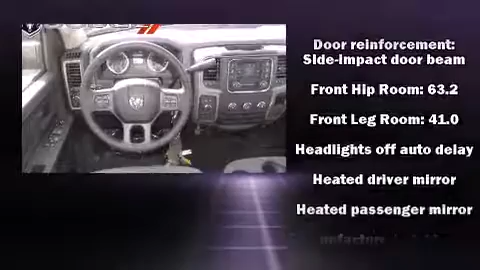 Door reinforcement:
Side-impact door beam
Front Hip Room: 63.2
Front Leg Room: 41.0
Headlights off auto delay
Heated driver mirror
Heated passenger mirror